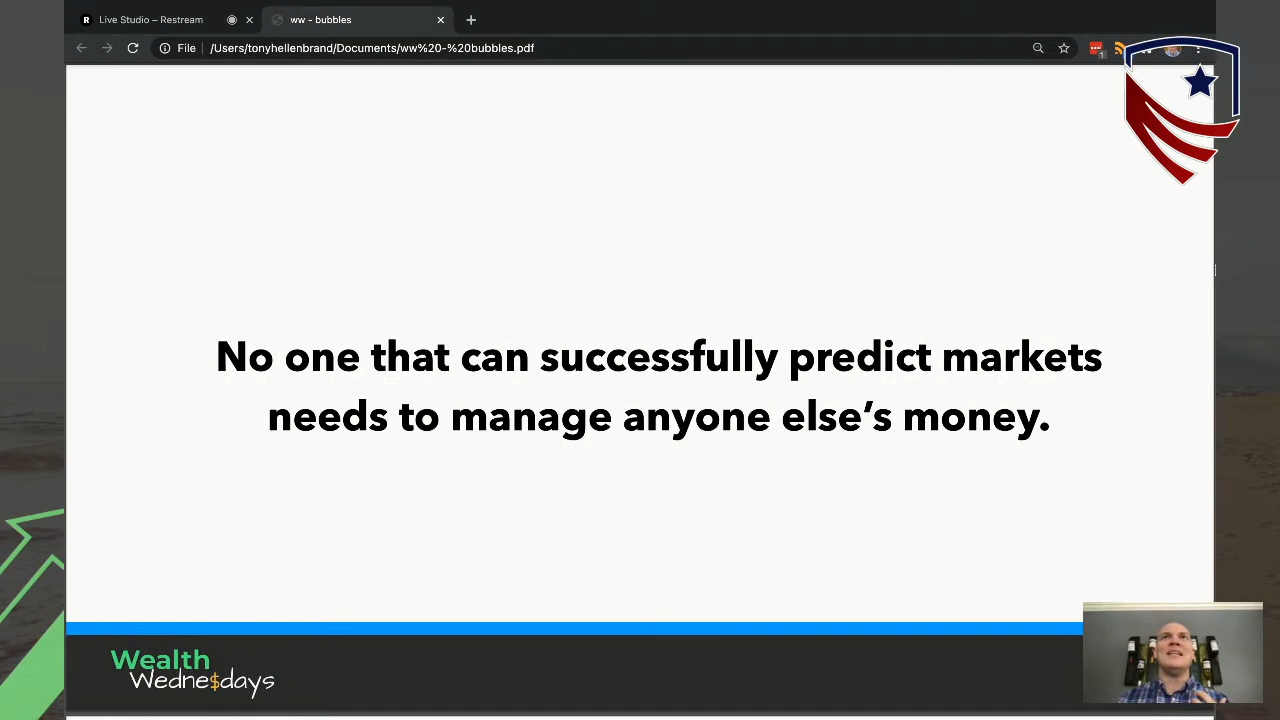 Live Studio – Restream
ww - bubbles
File
/Users/tonyhellenbrand/Documents/ww%20-%20bubbles.pdf
1
No one that can successfully predict markets
needs to manage anyone else’s money.
Wealth
Wedne$days